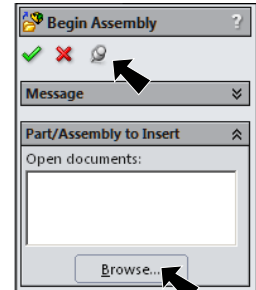 Begin Assembly ?
Message
Part/Assembly to Insert
Open documents:
Browse...